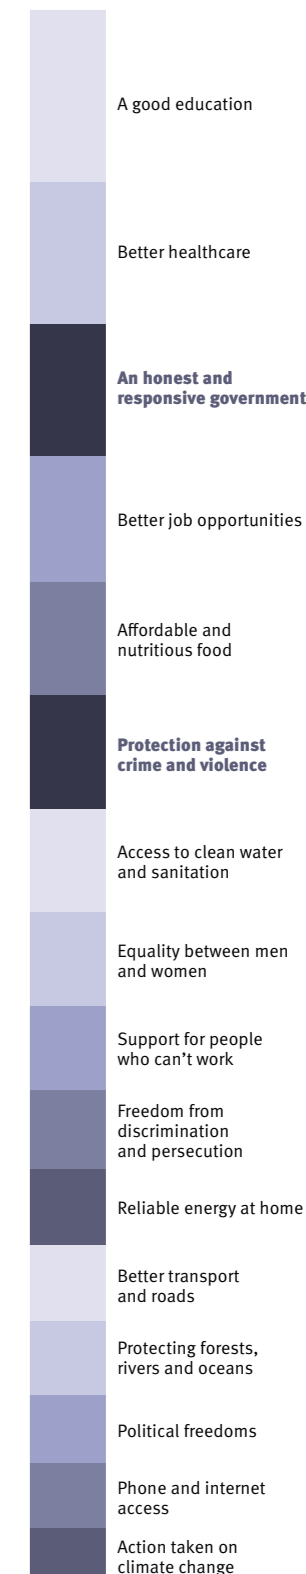 A good education
Better healthcare
An honest and
responsive government
Better job opportunities
Affordable and
nutritious food
Protection against
crime and violence
Access to clean water
and sanitation
Equality between men
and women
Support for people
who can’t work
Freedom from
discrimination
and persecution
Reliable energy at home
Better transport
and roads
Protecting forests,
rivers and oceans
Political freedoms
Phone and internet
access
Action taken on
climate change